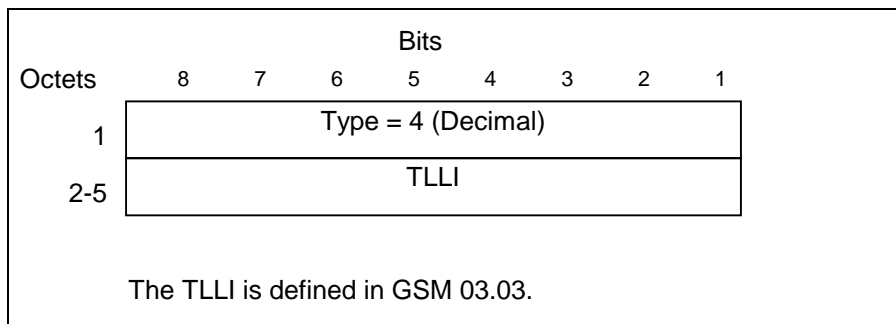 Bits
Octets 8 7 6 5 4 3 2 1
1 Type = 4 (Decimal)
2-5 TLLI
The TLLI is defined in GSM 03.03.